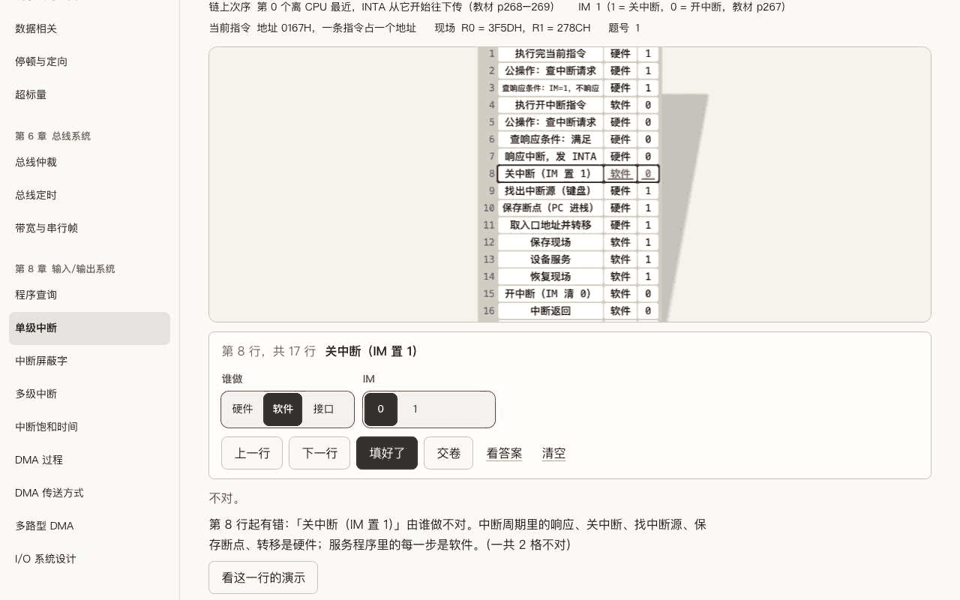 链上次序 第 0 个离 CPU 最近，INTA 从它开始往下传（教材 p268—269） IM 1（1 = 关中断，0 = 开中断，教材 p267）
当前指令 地址 0167H，一条指令占一个地址 现场 R0 = 3F5DH，R1 = 278CH 题号 1
数据相关
停顿与定向
超标量
第 6 章 总线系统
总线仲裁
总线定时
带宽与串行帧
第 8 章 输入/输出系统
程序查询
单级中断
中断屏蔽字
多级中断
中断饱和时间
DMA 过程
DMA 传送方式
多路型 DMA
I/O 系统设计
1 执行完当前指令 硬件 1
2 公操作：查中断请求 硬件 1
3 查响应条件：IM=1，不响应 硬件 1
4 执行开中断指令 软件 0
5 公操作：查中断请求 硬件 0
6 查响应条件：满足 硬件 0
7 响应中断，发 INTA 硬件 0
8 关中断（IM 置 1） 软件 0
9 找出中断源（键盘） 硬件 1
10 保存断点（PC 进栈） 硬件 1
11 取入口地址并转移 硬件 1
12 保存现场 软件 1
13 设备服务 软件 1
14 恢复现场 软件 1
15 开中断（IM 清 0） 软件 0
16 中断返回 软件 0
第 8 行，共 17 行 关中断（IM 置 1）
谁做 IM
硬件 软件 接口 0 1
上一行 下一行 填好了 交卷 看答案 清空
不对。
第 8 行起有错：「关中断（IM 置 1）」由谁做不对。中断周期里的响应、关中断、找中断源、保
存断点、转移是硬件；服务程序里的每一步是软件。（一共 2 格不对）
看这一行的演示